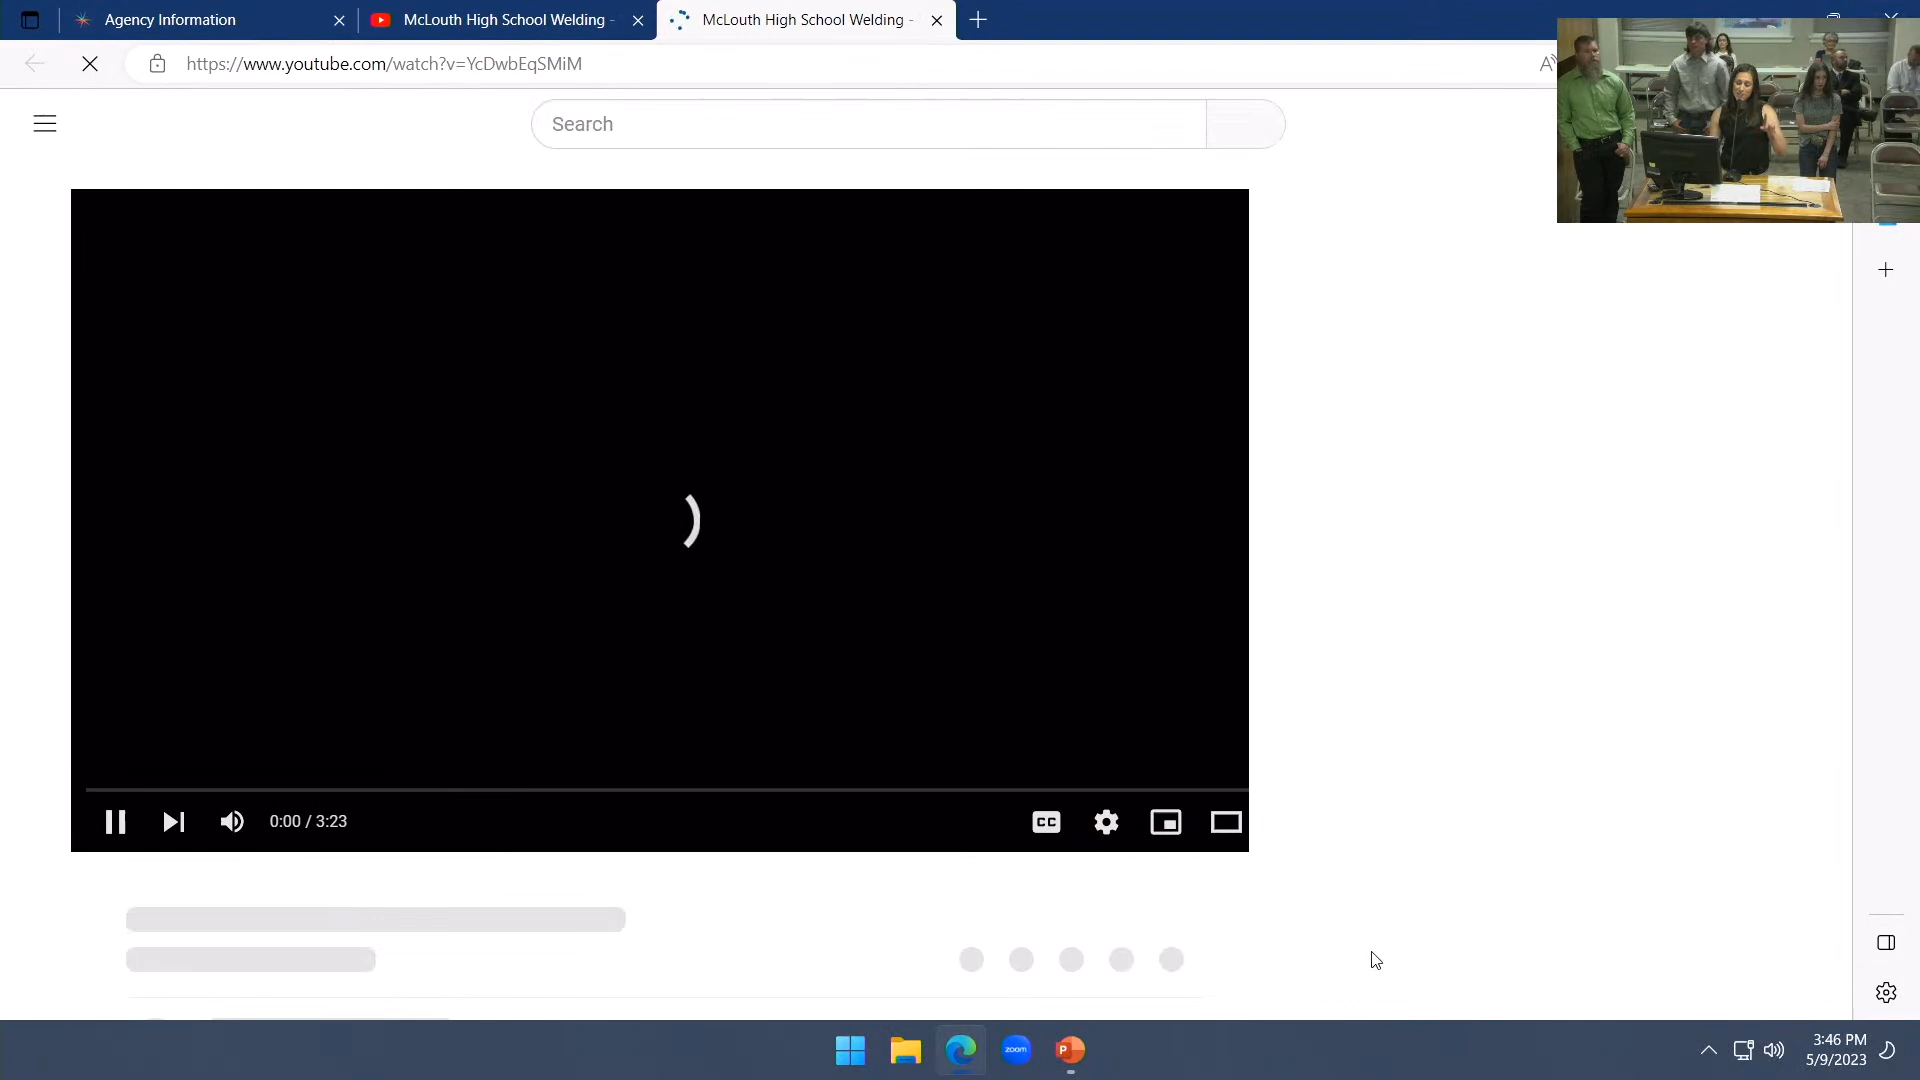 Agency Information
McLouth High School Welding -
McLouth High School Welding -
https://www.youtube.com/watch?v=YcDwbEqSMiM
Search
0:00 / 3:23
CC
zoom
P
3:46 PM
5/9/2023